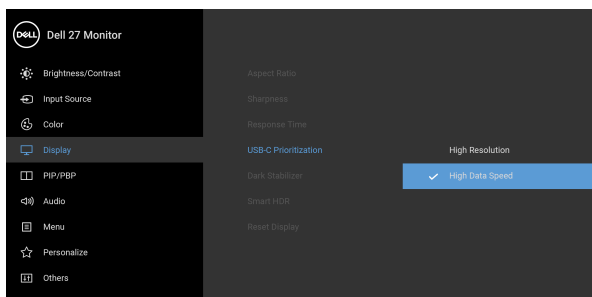 DELL Dell 27 Monitor
Brightness/Contrast
Input Source
Color
Display
PIP/PBP
Audio
Menu
Personalize
Others
Aspect Ratio
Sharpness
Response Time
USB-C Prioritization
Dark Stabilizer
Smart HDR
Reset Display
High Resolution
High Data Speed